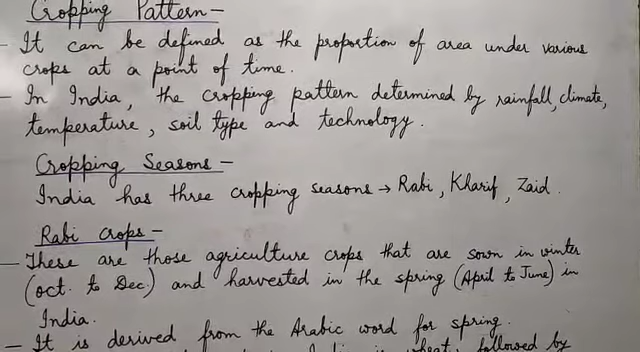 Cropping Pattern -
- It can be defined as the proportion of area under various
crops at a point of time.
- In India, the cropping pattern determined by rainfall, climate,
temperature, soil type and technology.
Cropping Seasons -
India has three cropping seasons → Rabi, Kharif, Zaid.
Rabi crops -
- These are those agriculture crops that are sown in winter
(oct. to Dec.) and harvested in the spring (April to June) in
India.
- It is derived from the Arabic word for spring.
wheat followed by